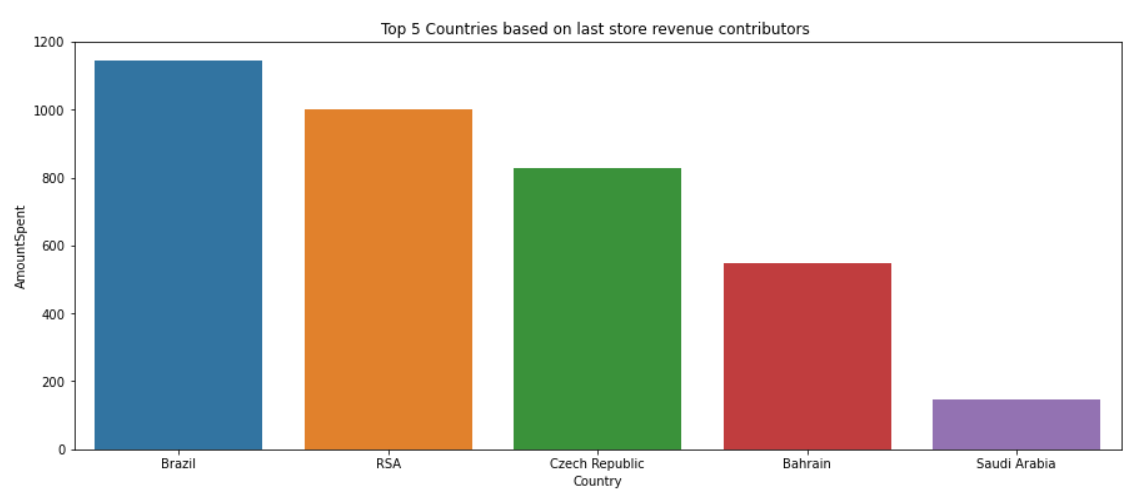 Top 5 Countries based on last store revenue contributors
1200
1000
800
600
400
200
0
AmountSpent
Brazil RSA Czech Republic Bahrain Saudi Arabia
Country